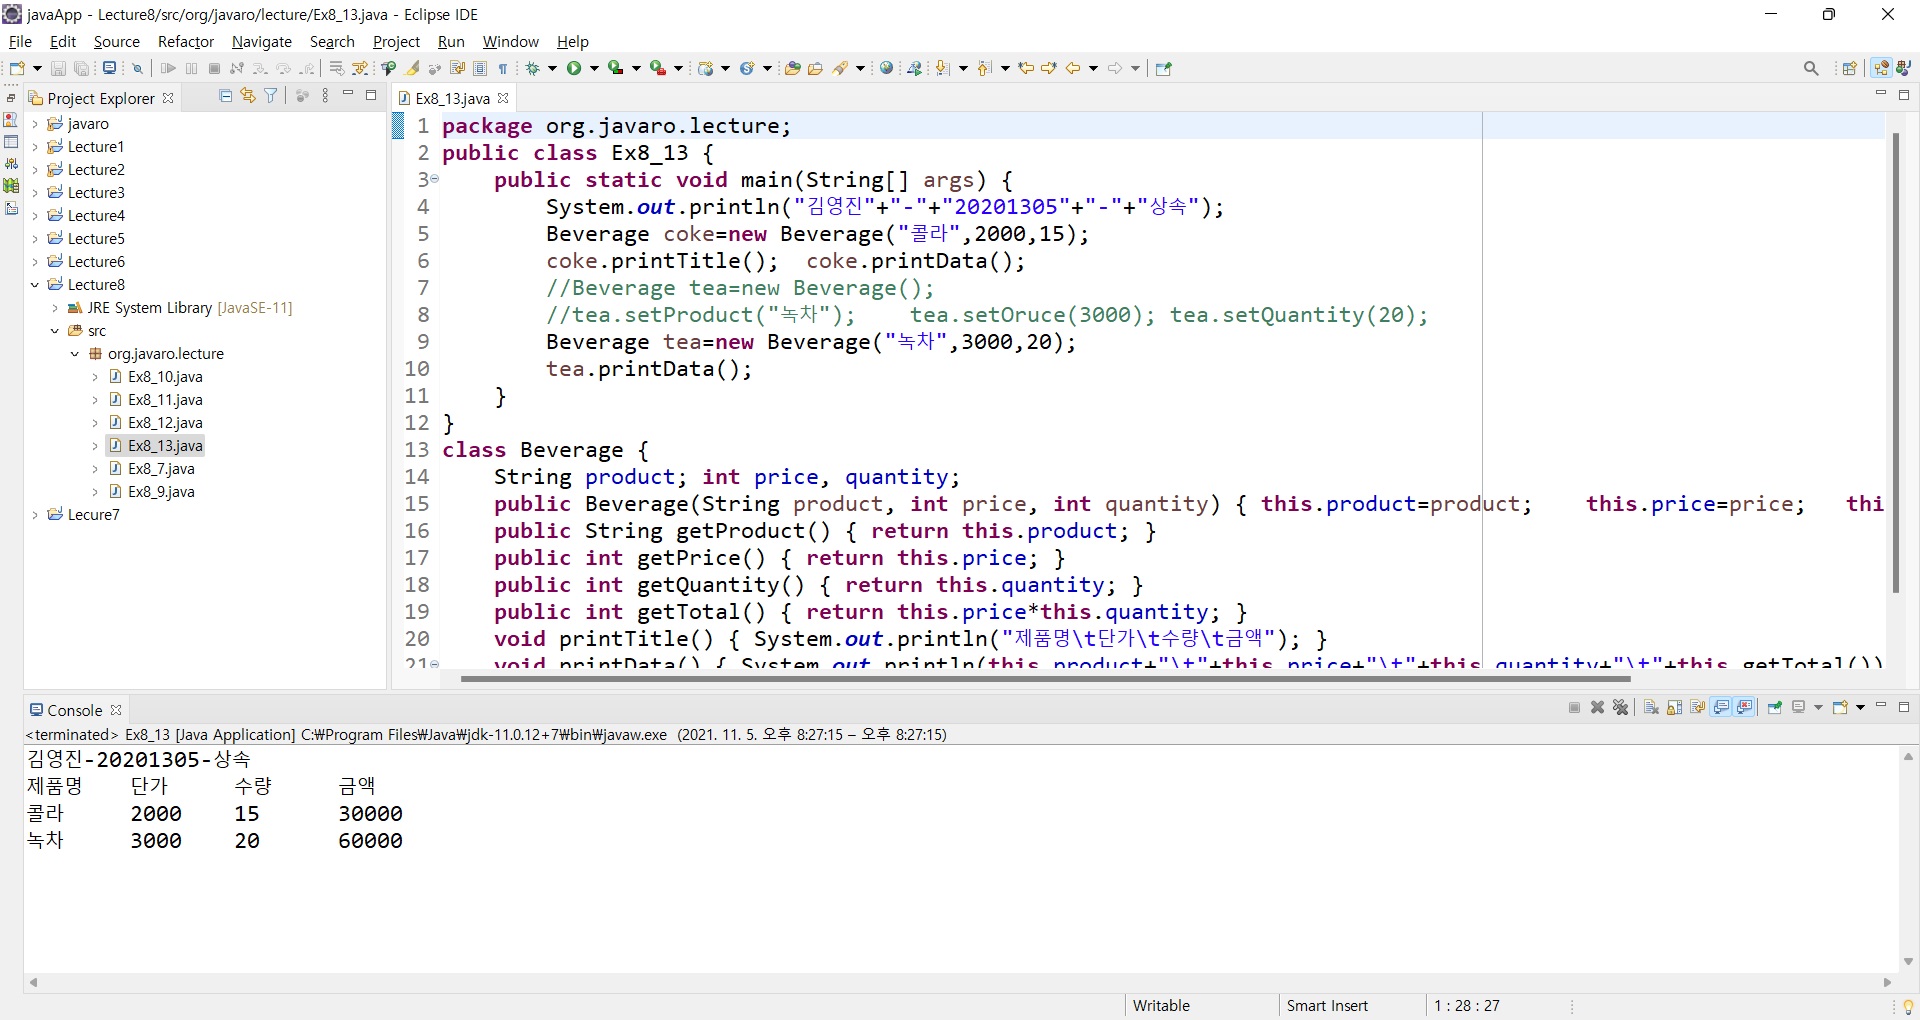 javaApp - Lecture8/src/org/javaro/lecture/Ex8_13.java - Eclipse IDE
File Edit Source Refactor Navigate Search Project Run Window Help
Project Explorer
javaro
Lecture1
Lecture2
Lecture3
Lecture4
Lecture5
Lecture6
Lecture8
JRE System Library [JavaSE-11]
src
org.javaro.lecture
Ex8_10.java
Ex8_11.java
Ex8_12.java
Ex8_13.java
Ex8_7.java
Ex8_9.java
Lecure7
Ex8_13.java
1 package org.javaro.lecture;
2 public class Ex8_13 {
3 public static void main(String[] args) {
4 System.out.println("김영진"+"-"+"20201305"+"-"+"상속");
5 Beverage coke=new Beverage("콜라",2000,15);
6 coke.printTitle(); coke.printData();
7 //Beverage tea=new Beverage();
8 //tea.setProduct("녹차"); tea.setOruce(3000); tea.setQuantity(20);
9 Beverage tea=new Beverage("녹차",3000,20);
10 tea.printData();
11 }
12 }
13 class Beverage {
14 String product; int price, quantity;
15 public Beverage(String product, int price, int quantity) { this.product=product; this.price=price; thi
16 public String getProduct() { return this.product; }
17 public int getPrice() { return this.price; }
18 public int getQuantity() { return this.quantity; }
19 public int getTotal() { return this.price*this.quantity; }
20 void printTitle() { System.out.println("제품명\t단가\t수량\t금액"); }
21 void printData() { System.out.println(this.product+"\t"+this.price+"\t"+this.quantity+"\t"+this.getTotal())
Console
<terminated> Ex8_13 [Java Application] C:₩Program Files₩Java₩jdk-11.0.12+7₩bin₩javaw.exe (2021. 11. 5. 오후 8:27:15 – 오후 8:27:15)
김영진-20201305-상속
제품명 단가 수량 금액
콜라 2000 15 30000
녹차 3000 20 60000
Writable Smart Insert 1 : 28 : 27